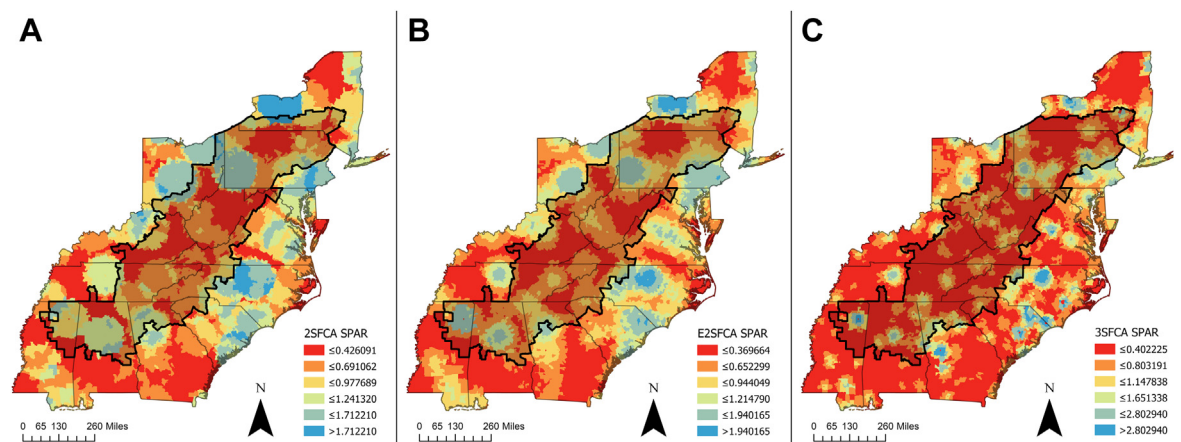 A
2SFCA SPAR
≤0.426091
≤0.691062
≤0.977689
≤1.241320
≤1.712210
>1.712210
N
0 65 130 260 Miles
B
E2SFCA SPAR
≤0.369664
≤0.652299
≤0.944049
≤1.214790
≤1.940165
>1.940165
N
0 65 130 260 Miles
C
3SFCA SPAR
≤0.402225
≤0.803191
≤1.147838
≤1.651338
≤2.802940
>2.802940
N
0 65 130 260 Miles